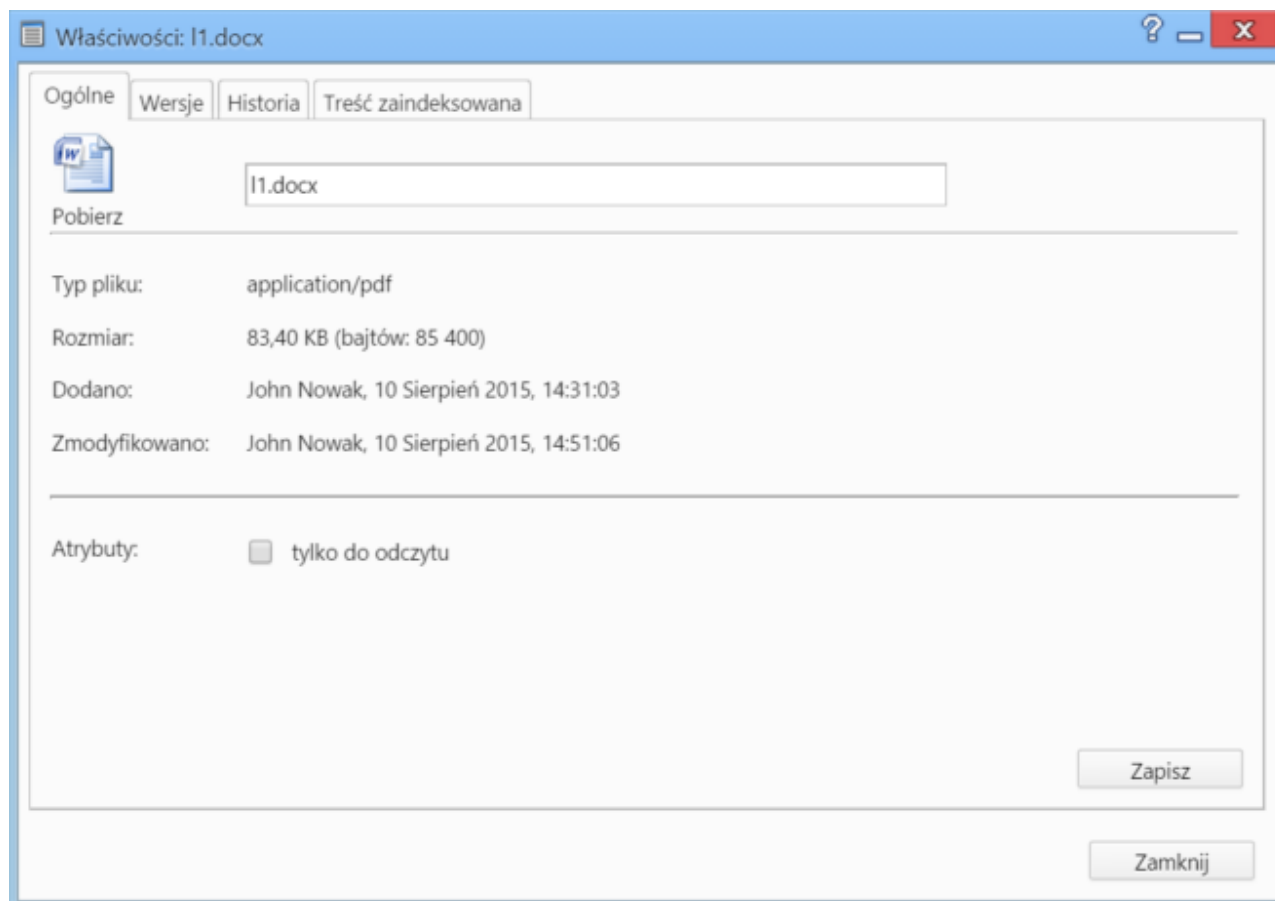 Właściwości: l1.docx
Ogólne Wersje Historia Treść zaindeksowana
l1.docx
Pobierz
Typ pliku: application/pdf
Rozmiar: 83,40 KB (bajtów: 85 400)
Dodano: John Nowak, 10 Sierpień 2015, 14:31:03
Zmodyfikowano: John Nowak, 10 Sierpień 2015, 14:51:06
Atrybuty: tylko do odczytu
Zapisz
Zamknij